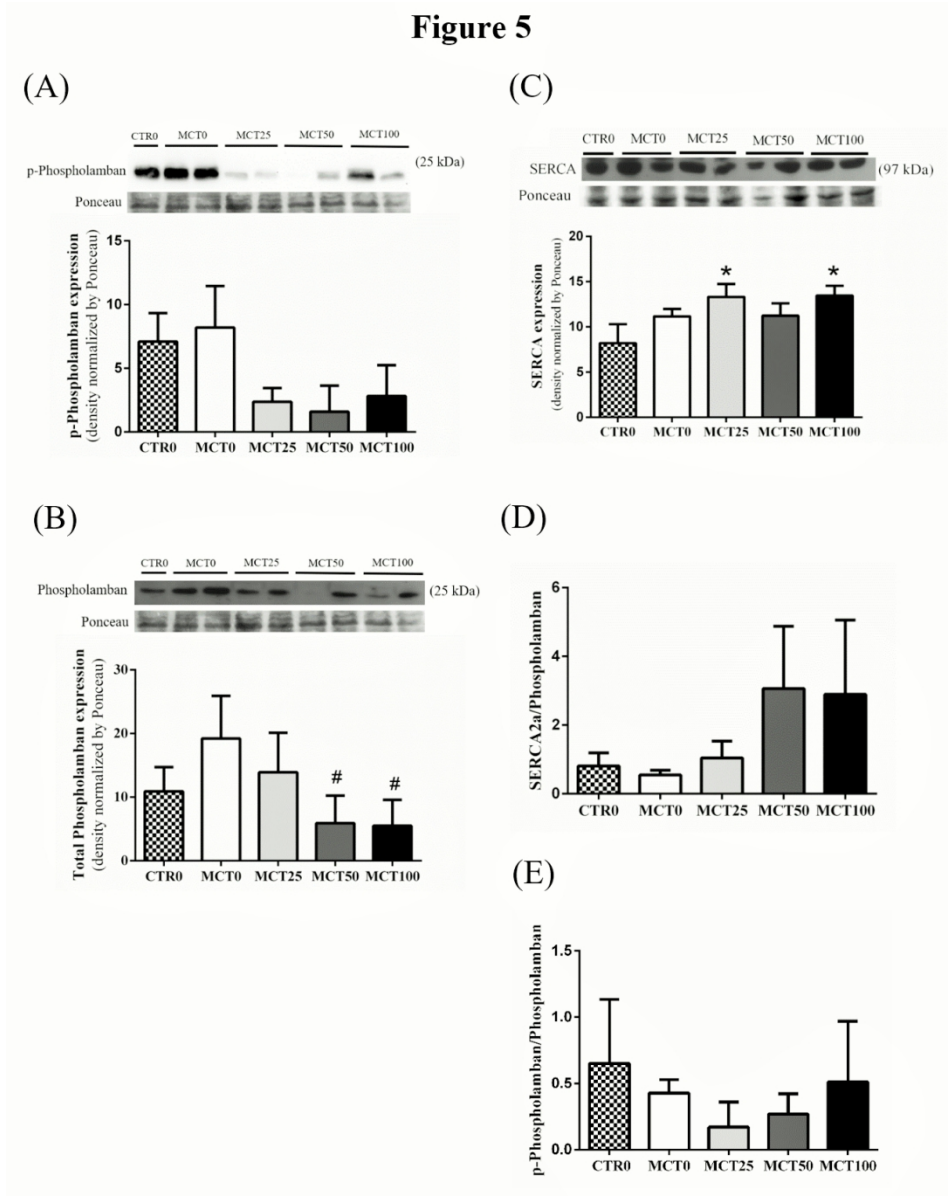 Figure 5
(A)
CTR0 MCT0 MCT25 MCT50 MCT100
p-Phospholamban (25 kDa)
Ponceau
p-Phospholamban expression
(density normalized by Ponceau)
15
10
5
0
CTR0 MCT0 MCT25 MCT50 MCT100
(B)
CTR0 MCT0 MCT25 MCT50 MCT100
Phospholamban (25 kDa)
Ponceau
Total Phospholamban expression
(density normalized by Ponceau)
30
20
10
0
# #
CTR0 MCT0 MCT25 MCT50 MCT100
(C)
CTR0 MCT0 MCT25 MCT50 MCT100
SERCA (97 kDa)
Ponceau
SERCA expression
(density normalized by Ponceau)
20
15
10
5
0
* *
CTR0 MCT0 MCT25 MCT50 MCT100
(D)
SERCA2a/Phospholamban
6
4
2
0
CTR0 MCT0 MCT25 MCT50 MCT100
(E)
p-Phospholamban/Phospholamban
1.5
1.0
0.5
0.0
CTR0 MCT0 MCT25 MCT50 MCT100